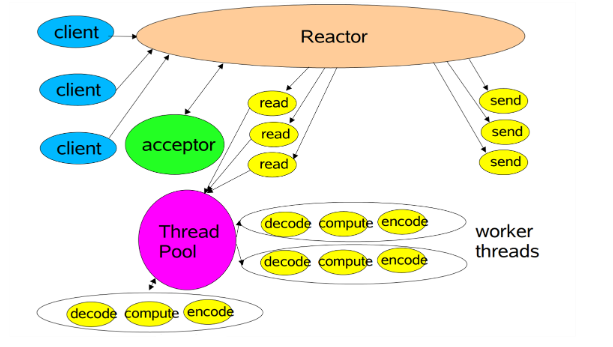 client
Reactor
client
client
acceptor
read
read
read
send
send
send
Thread
Pool
decode compute encode
decode compute encode
worker
threads
decode compute encode